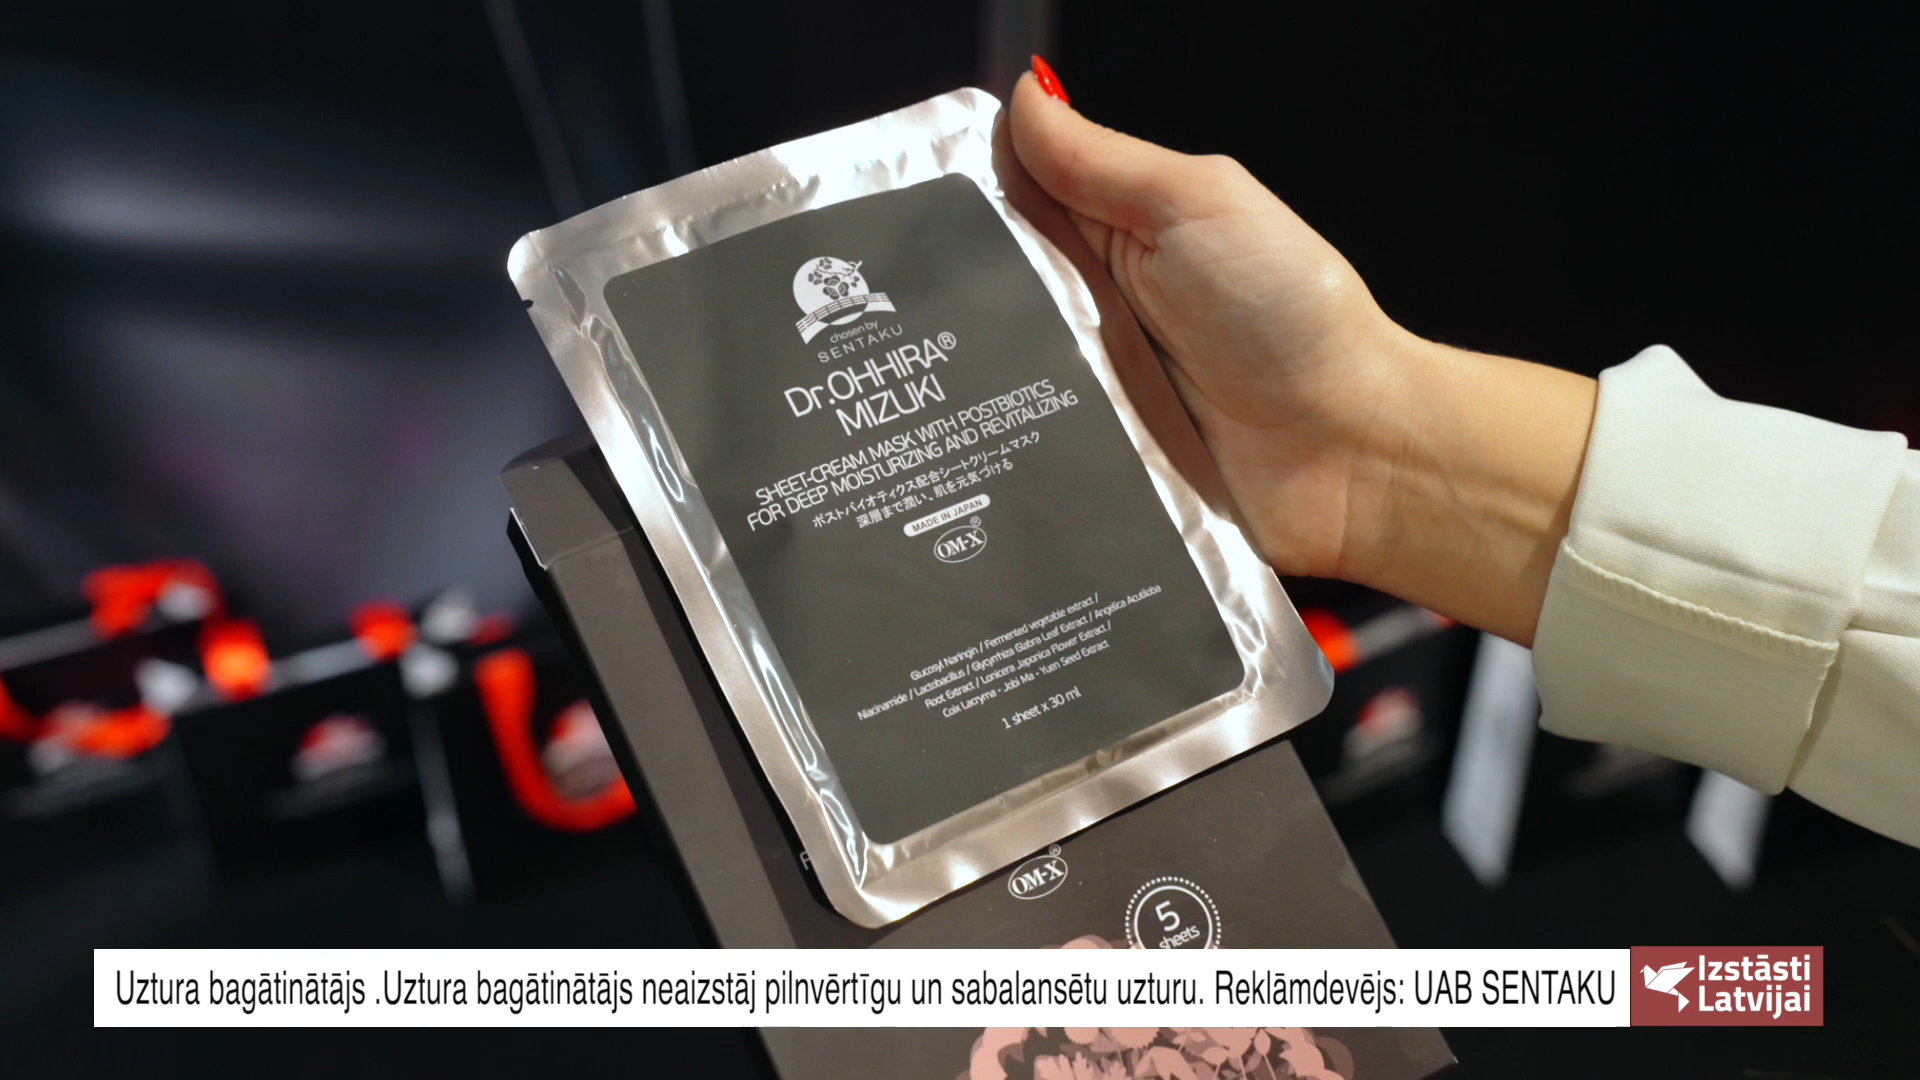 chosen by
SENTAKU
Dr.OHHIRA®
MIZUKI
SHEET-CREAM MASK WITH POSTBIOTICS
FOR DEEP MOISTURIZING AND REVITALIZING
ポストバイオティクス配合シートクリームマスク
深層まで潤い、肌を元気づける
MADE IN JAPAN
OM-X®
Glucosyl Naringin / Fermented vegetable extract /
Niacinamide / Lactobacillus / Glycyrrhiza Glabra Leaf Extract / Angelica Acutiloba
Root Extract / Lonicera Japonica Flower Extract /
Coix Lacryma - Jobi Ma - Yuen Seed Extract
1 sheet x 30 ml
OM-X®
5
sheets
Uztura bagātinātājs .Uztura bagātinātājs neaizstāj pilnvērtīgu un sabalansētu uzturu. Reklāmdevējs: UAB SENTAKU
Izstāsti
Latvijai